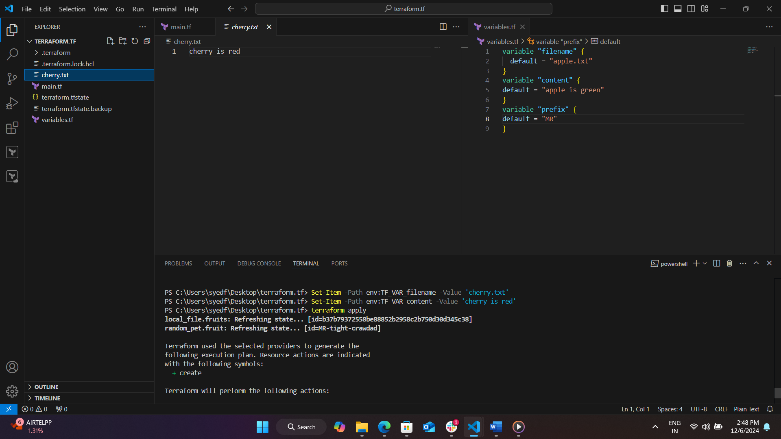 File Edit Selection View Go Run Terminal Help
terraform.tf
EXPLORER
TERRAFORM.TF
.terraform
.terraform.lock.hcl
cherry.txt
main.tf
terraform.tfstate
terraform.tfstate.backup
variables.tf
OUTLINE
TIMELINE
main.tf cherry.txt
cherry.txt
1 cherry is red
variables.tf
variables.tf > variable "prefix" > default
1 variable "filename" {
2 default = "apple.txt"
3 }
4 variable "content" {
5 default = "apple is green"
6 }
7 variable "prefix" {
8 default = "MR"
9 }
PROBLEMS OUTPUT DEBUG CONSOLE TERMINAL PORTS
powershell
PS C:\Users\syedf\Desktop\terraform.tf> Set-Item -Path env:TF_VAR_filename -Value 'cherry.txt'
PS C:\Users\syedf\Desktop\terraform.tf> Set-Item -Path env:TF_VAR_content -Value 'cherry is red'
PS C:\Users\syedf\Desktop\terraform.tf> terraform apply
local_file.fruits: Refreshing state... [id=b37b79372558be08852b2958c2b750d30d345c38]
random_pet.fruit: Refreshing state... [id=MR-tight-crawdad]
Terraform used the selected providers to generate the
following execution plan. Resource actions are indicated
with the following symbols:
+ create
Terraform will perform the following actions:
0 0 0
Ln 1, Col 1 Spaces: 4 UTF-8 CRLF Plain Text
AIRTELPP
-1.31%
Search
ENG
IN
2:48 PM
12/6/2024